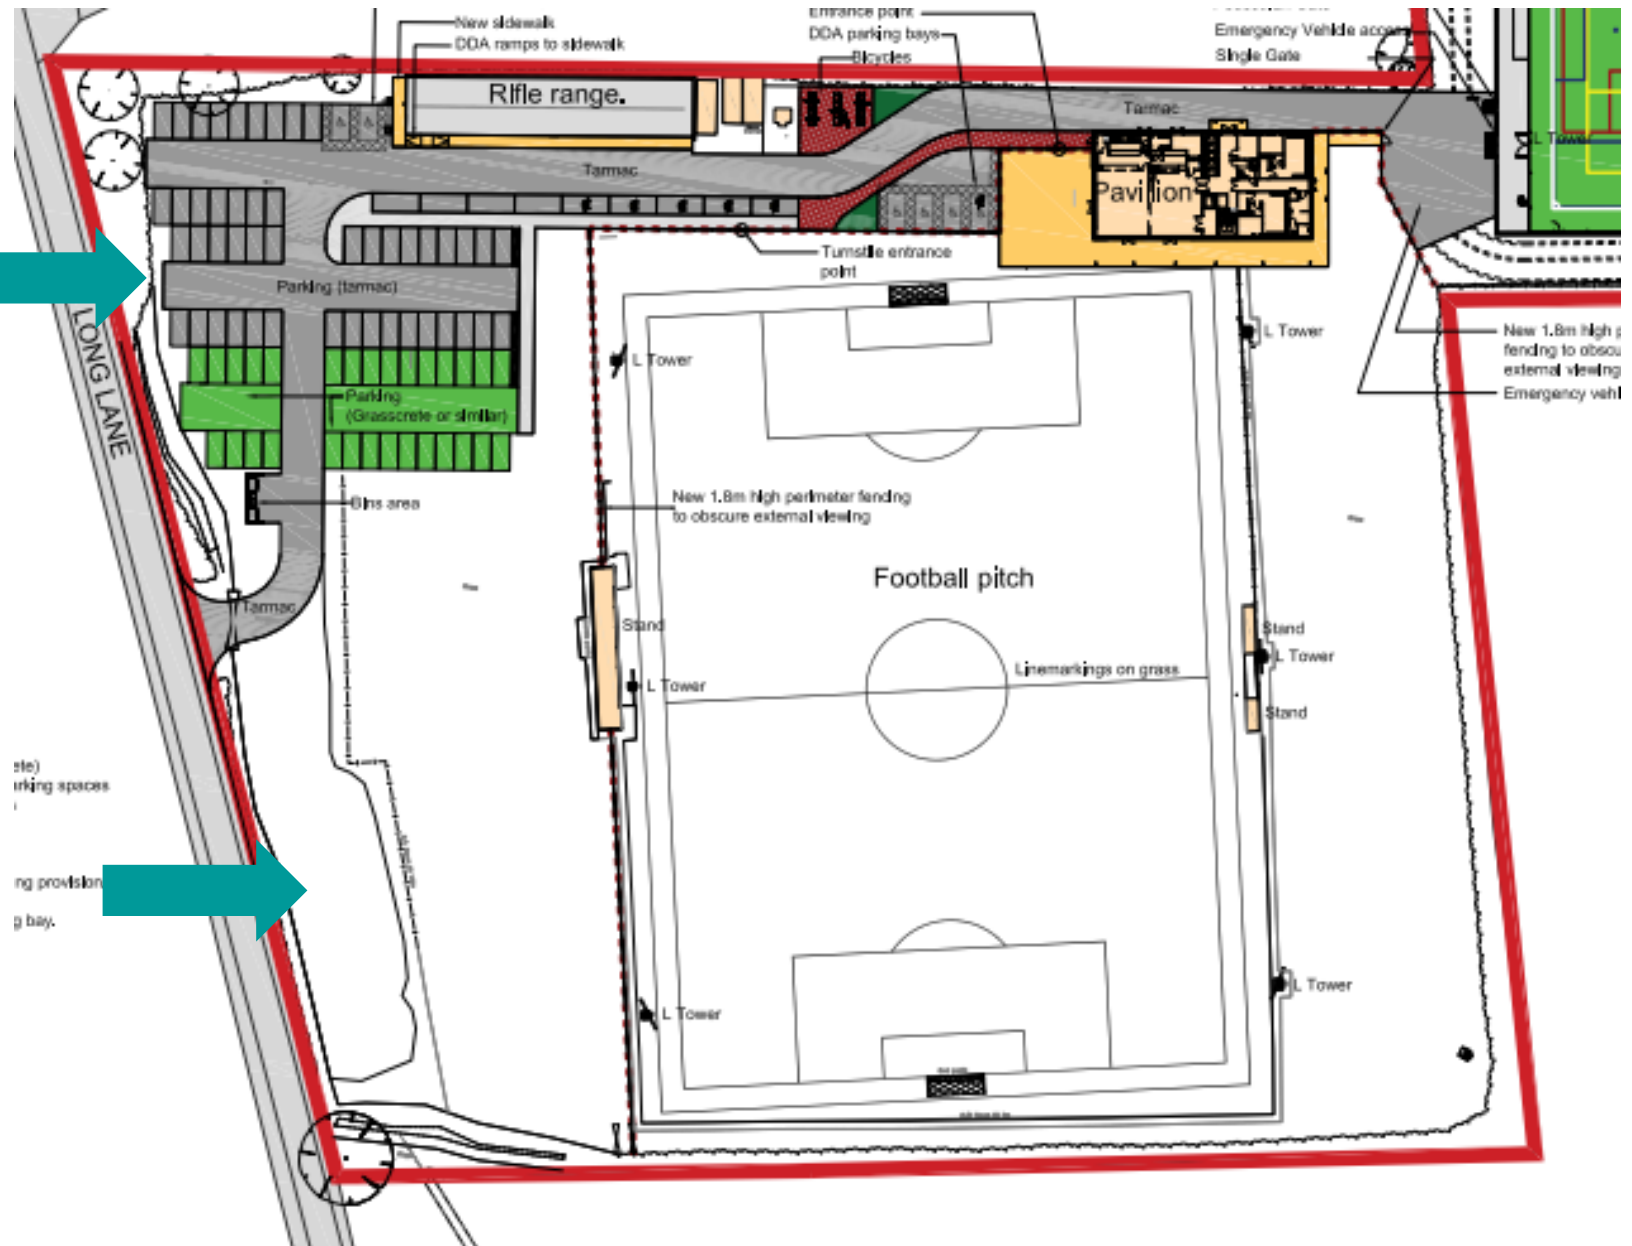 New sidewalk
DDA ramps to sidewalk
Entrance point
DDA parking bays
Bicycles
Emergency Vehicle access
Single Gate
Rifle range.
Tarmac
L Tower
Tarmac
Pavilion
Turnstile entrance
point
Parking (tarmac)
LONG LANE
L Tower
L Tower
New 1.8m high p
fencing to obscu
external viewing
Emergency vehi
Parking
(Grasscrete or similar)
Bins area
New 1.8m high perimeter fencing
to obscure external viewing
Football pitch
Tarmac
Stand
Stand
L Tower
Linemarkings on grass
L Tower
Stand
ete)
arking spaces
ng provision
g bay.
L Tower
L Tower